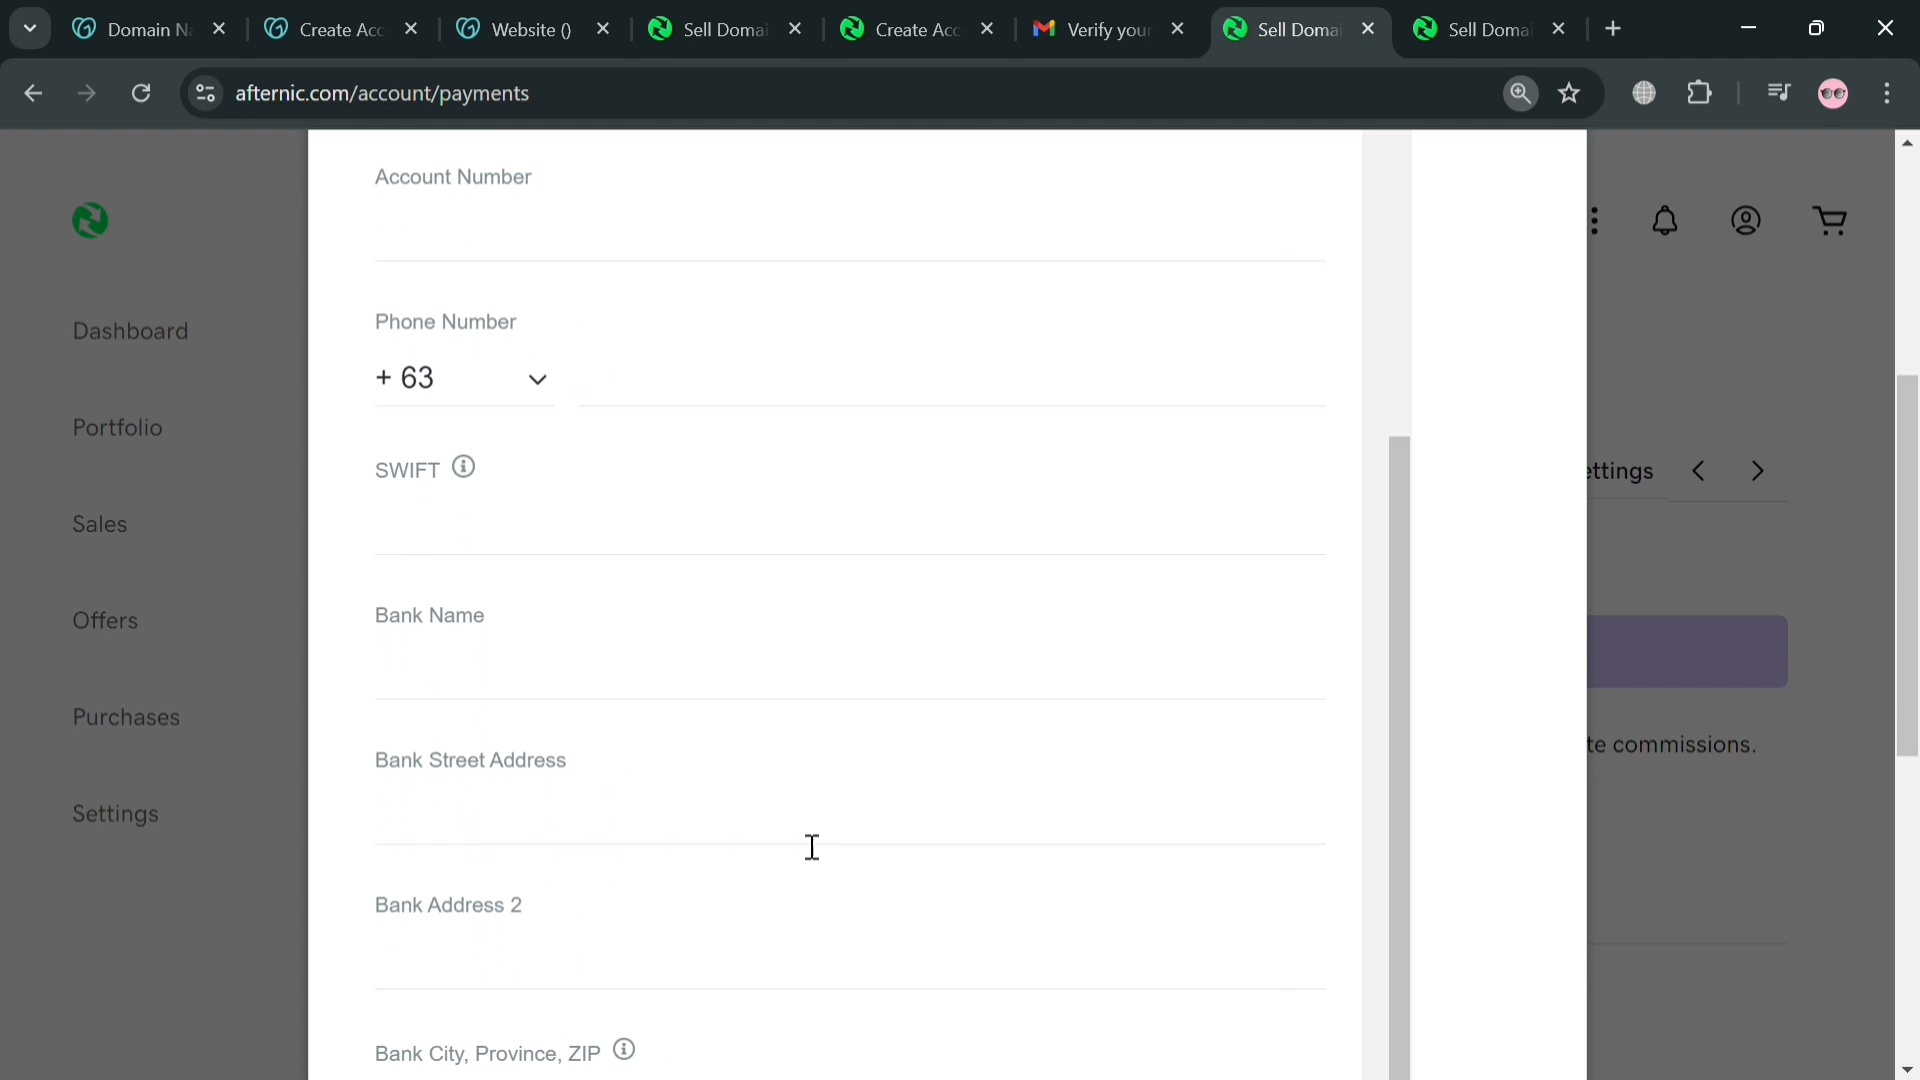 Domain Na
Create Acc
Website ()
Sell Domai
Create Acc
Verify your
Sell Domai
Sell Domai
afternic.com/account/payments
Account Number
Phone Number
+ 63
SWIFT
Bank Name
Bank Street Address
Bank Address 2
Bank City, Province, ZIP
Dashboard
Portfolio
Sales
Offers
Purchases
Settings
ettings
te commissions.